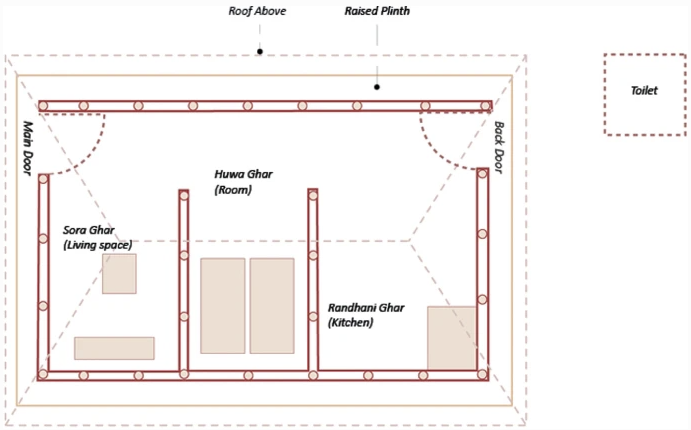 Roof Above
Raised Plinth
Toilet
Main Door
Back Door
Huwa Ghar
(Room)
Sora Ghar
(Living space)
Randhani Ghar
(Kitchen)